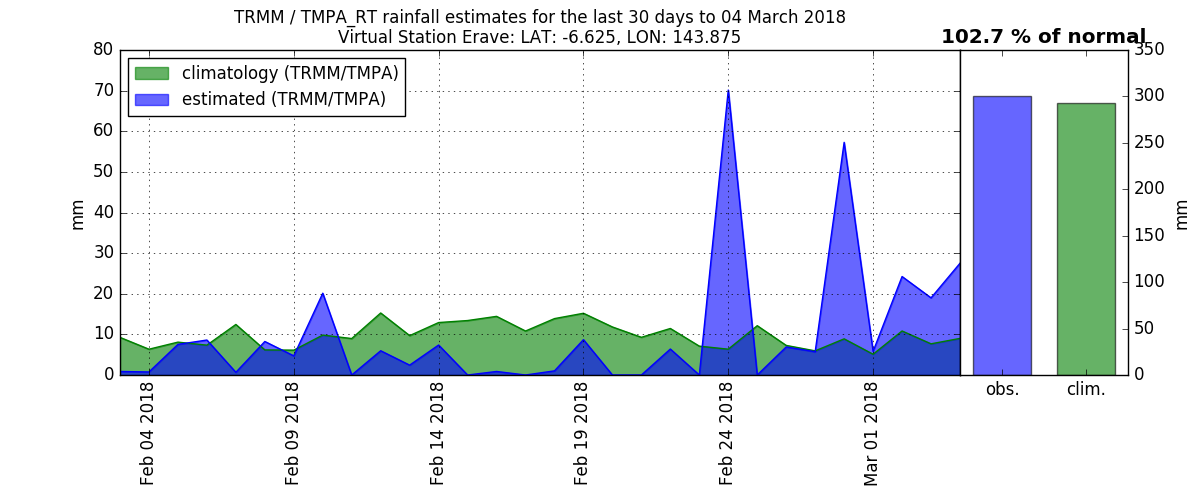 TRMM / TMPA_RT rainfall estimates for the last 30 days to 04 March 2018
Virtual Station Erave: LAT: -6.625, LON: 143.875
102.7 % of normal
climatology (TRMM/TMPA)
estimated (TRMM/TMPA)
mm
80
70
60
50
40
30
20
10
0
Feb 04 2018
Feb 09 2018
Feb 14 2018
Feb 19 2018
Feb 24 2018
Mar 01 2018
350
300
250
200
150
100
50
0
mm
obs.
clim.